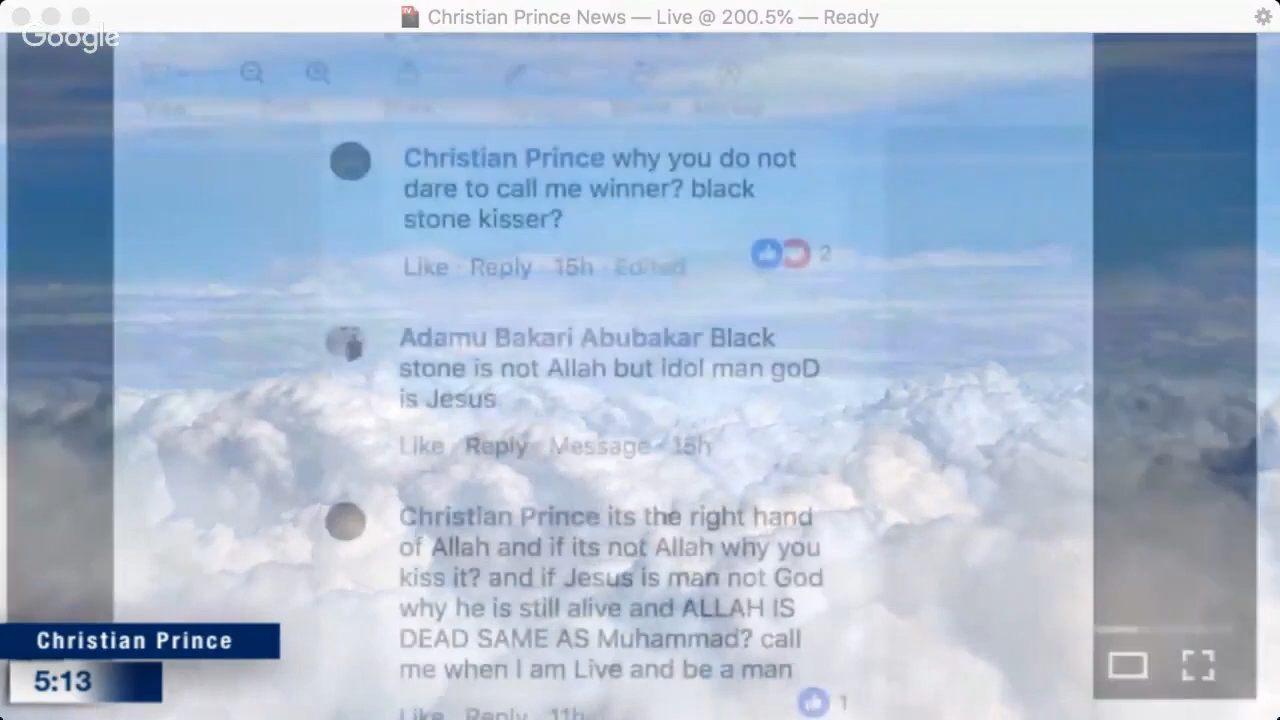 Christian Prince News — Live @ 200.5% — Ready
Google
Christian Prince why you do not
dare to call me winner? black
stone kisser?
Like · Reply · 15h · Edited
2
Adamu Bakari Abubakar Black
stone is not Allah but idol man goD
is Jesus
Like · Reply · Message · 15h
Christian Prince its the right hand
of Allah and if its not Allah why you
kiss it? and if Jesus is man not God
why he is still alive and ALLAH IS
DEAD SAME AS Muhammad? call
me when I am Live and be a man
1
Like · Reply · 11h
Christian Prince
5:13